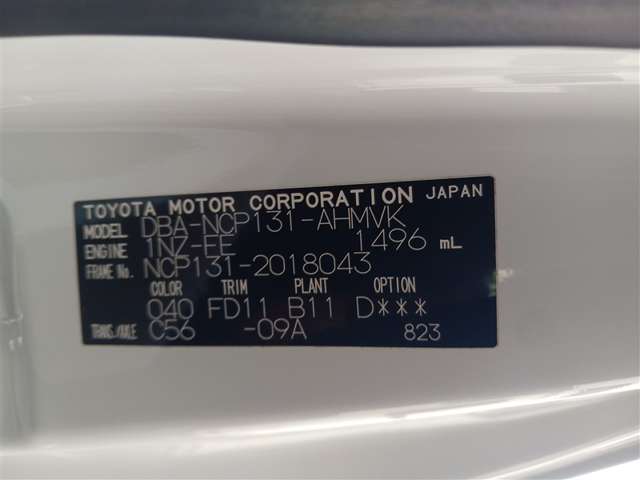 TOYOTA MOTOR CORPORATION JAPAN
MODEL DBA-NCP131-AHMVK
ENGINE 1NZ-FE 1496 mL
FRAME No. NCP131-2018043
COLOR TRIM PLANT OPTION
040 FD11 B11 D***
TRANS./AXLE C56 -09A 823